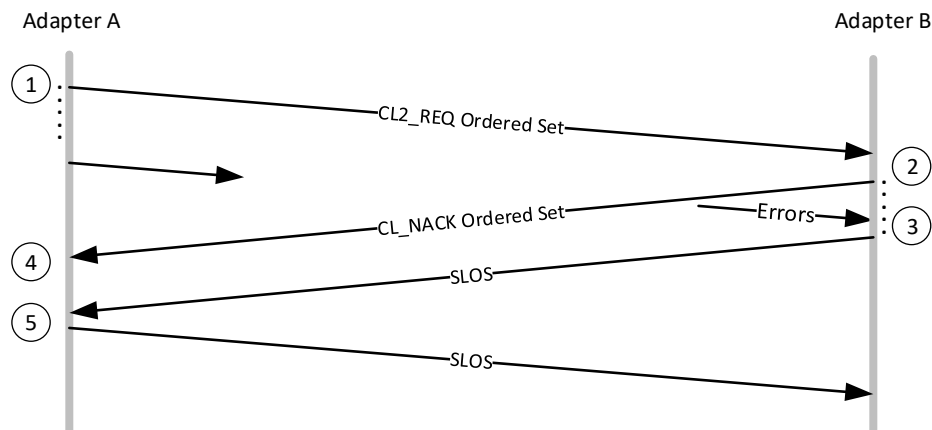 Adapter A
Adapter B
1
CL2_REQ Ordered Set
2
CL_NACK Ordered Set
Errors
3
4
SLOS
5
SLOS